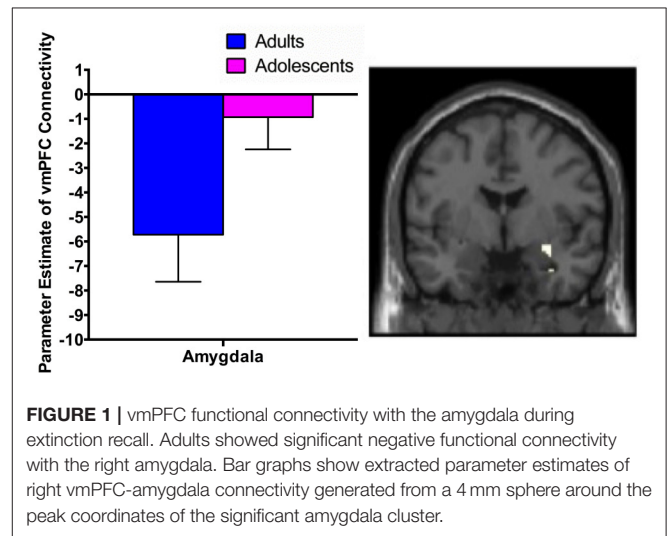 Adults
Adolescents
Parameter Estimate of vmPFC Connectivity
1
0
-1
-2
-3
-4
-5
-6
-7
-8
-9
-10
Amygdala
FIGURE 1 | vmPFC functional connectivity with the amygdala during
extinction recall. Adults showed significant negative functional connectivity
with the right amygdala. Bar graphs show extracted parameter estimates of
right vmPFC-amygdala connectivity generated from a 4 mm sphere around the
peak coordinates of the significant amygdala cluster.